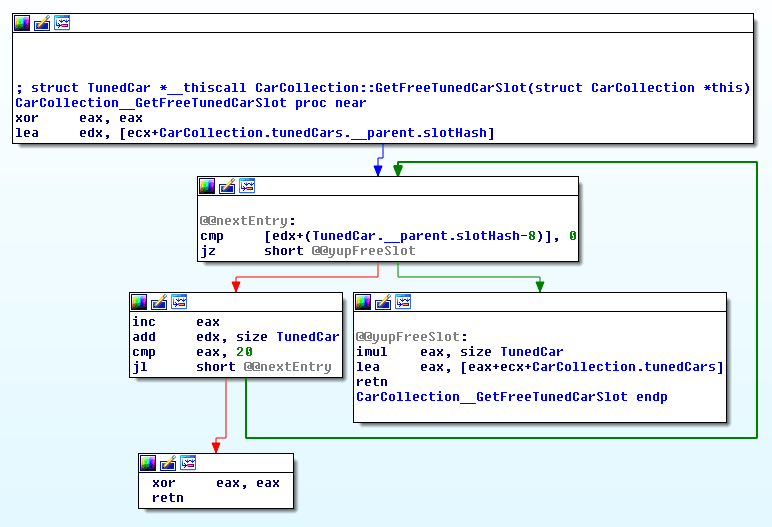 ; struct TunedCar *__thiscall CarCollection::GetFreeTunedCarSlot(struct CarCollection *this)
CarCollection__GetFreeTunedCarSlot proc near
xor     eax, eax
lea     edx, [ecx+CarCollection.tunedCars.__parent.slotHash]
@@nextEntry:
cmp     [edx+(TunedCar.__parent.slotHash-8)], 0
jz      short @@yupFreeSlot
inc     eax
add     edx, size TunedCar
cmp     eax, 20
jl      short @@nextEntry
@@yupFreeSlot:
imul    eax, size TunedCar
lea     eax, [eax+ecx+CarCollection.tunedCars]
retn
CarCollection__GetFreeTunedCarSlot endp
xor     eax, eax
retn